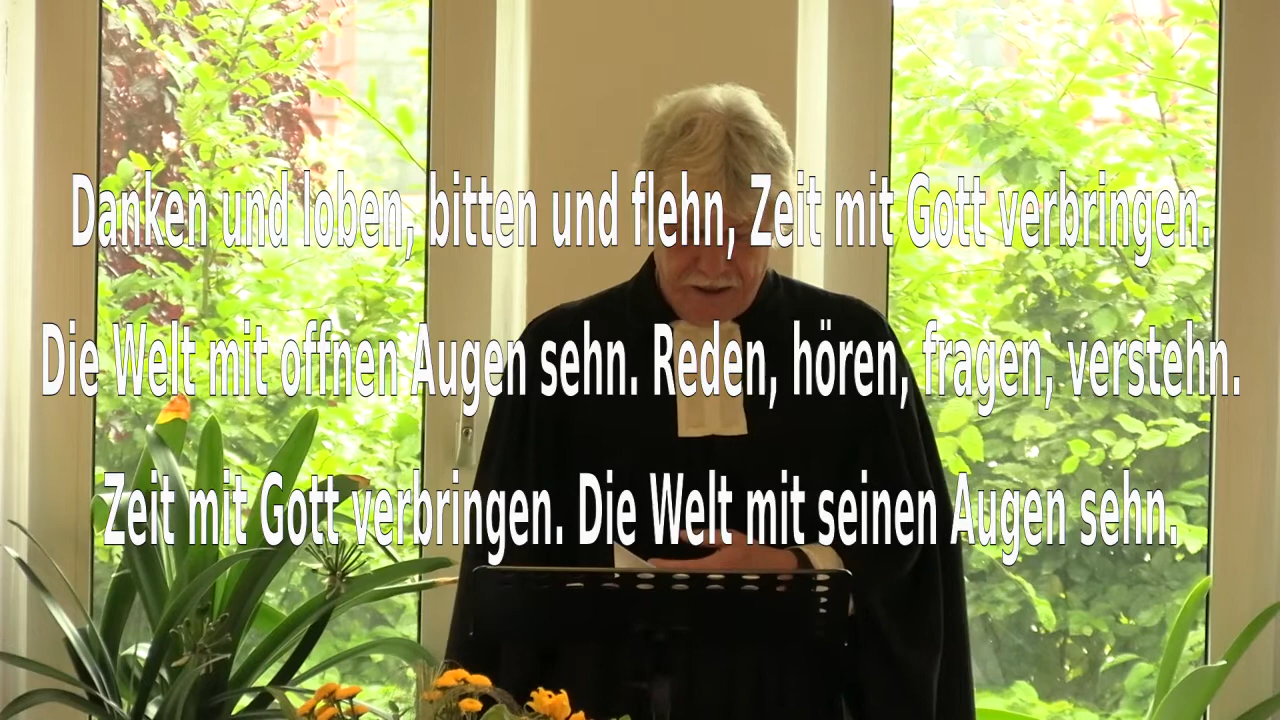 Danken und loben, bitten und flehn, Zeit mit Gott verbringen.
Die Welt mit offnen Augen sehn. Reden, hören, fragen, verstehn.
Zeit mit Gott verbringen. Die Welt mit seinen Augen sehn.